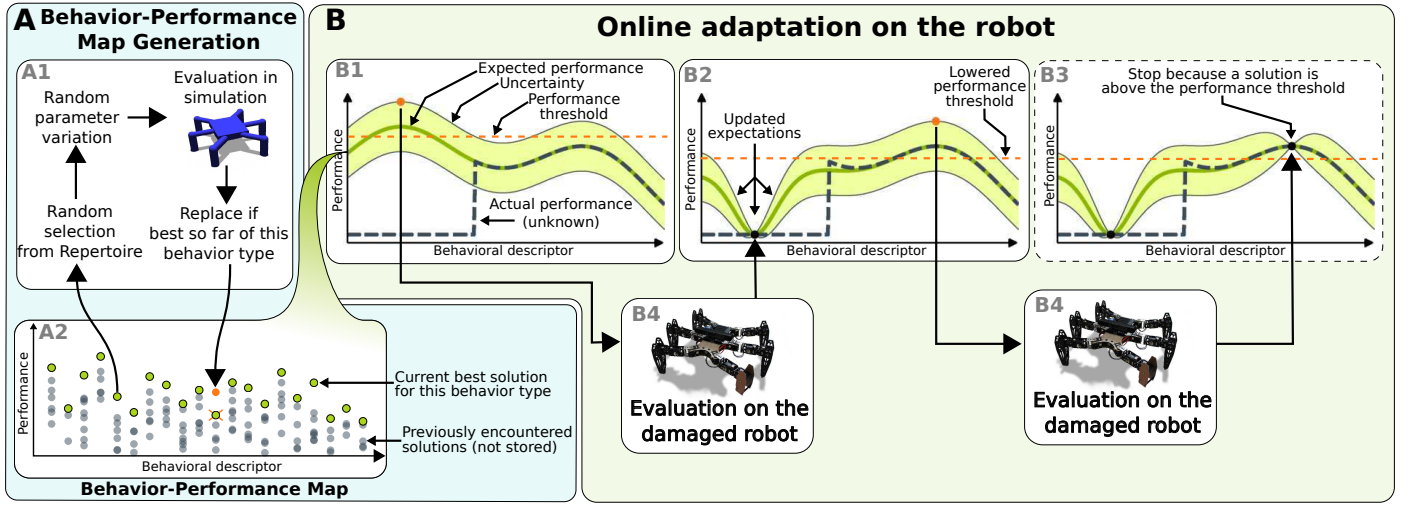 A
Behavior-Performance
Map Generation
A1
Random
parameter
variation
Evaluation in
simulation
Random
selection
from Repertoire
Replace if
best so far of this
behavior type
A2
Performance
Behavioral descriptor
Current best solution
for this behavior type
Previously encountered
solutions (not stored)
Behavior-Performance Map
B
Online adaptation on the robot
B1
Expected performance
Uncertainty
Performance
threshold
Performance
Actual performance
(unknown)
Behavioral descriptor
B2
Lowered
performance
threshold
Updated
expectations
Performance
Behavioral descriptor
B3
Stop because a solution is
above the performance threshold
Performance
Behavioral descriptor
B4
Evaluation on the
damaged robot
B4
Evaluation on the
damaged robot